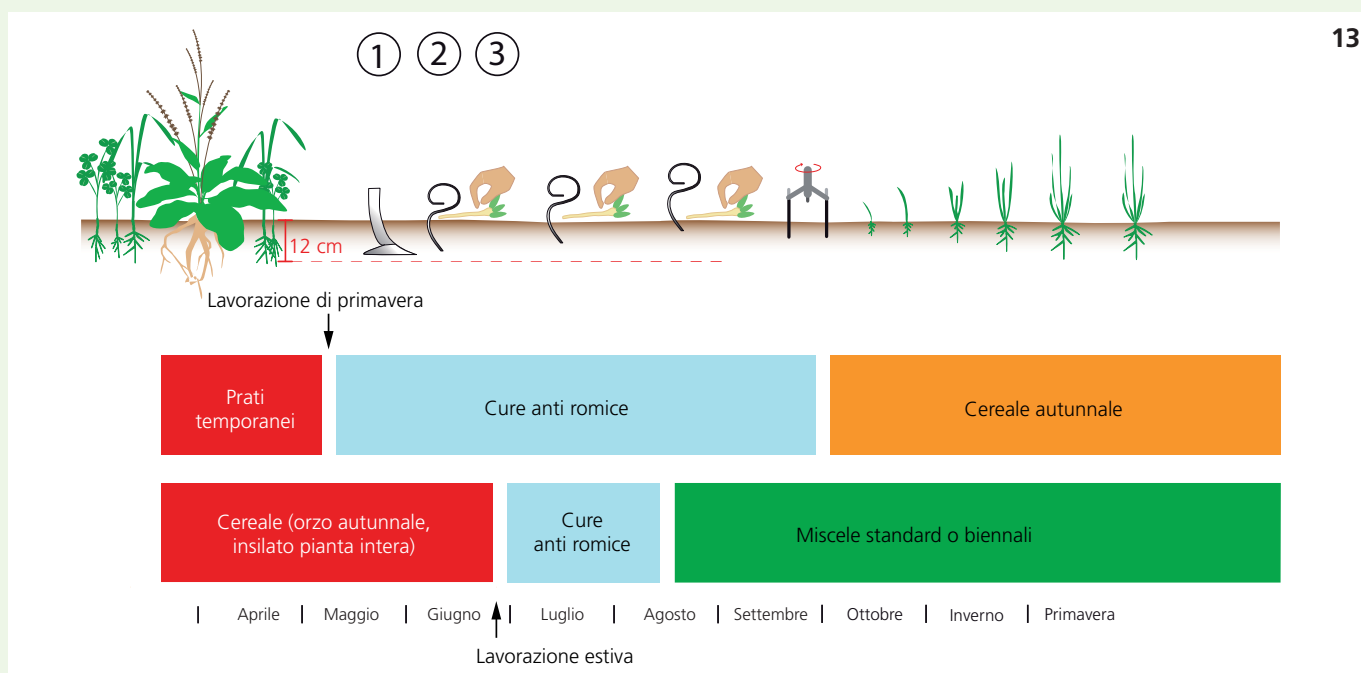 13
1 2 3
12 cm
Lavorazione di primavera
Prati
temporanei
Cure anti romice
Cereale autunnale
Cereale (orzo autunnale,
insilato pianta intera)
Cure
anti romice
Miscele standard o biennali
| Aprile | Maggio | Giugno | Luglio | Agosto | Settembre | Ottobre | Inverno | Primavera
Lavorazione estiva